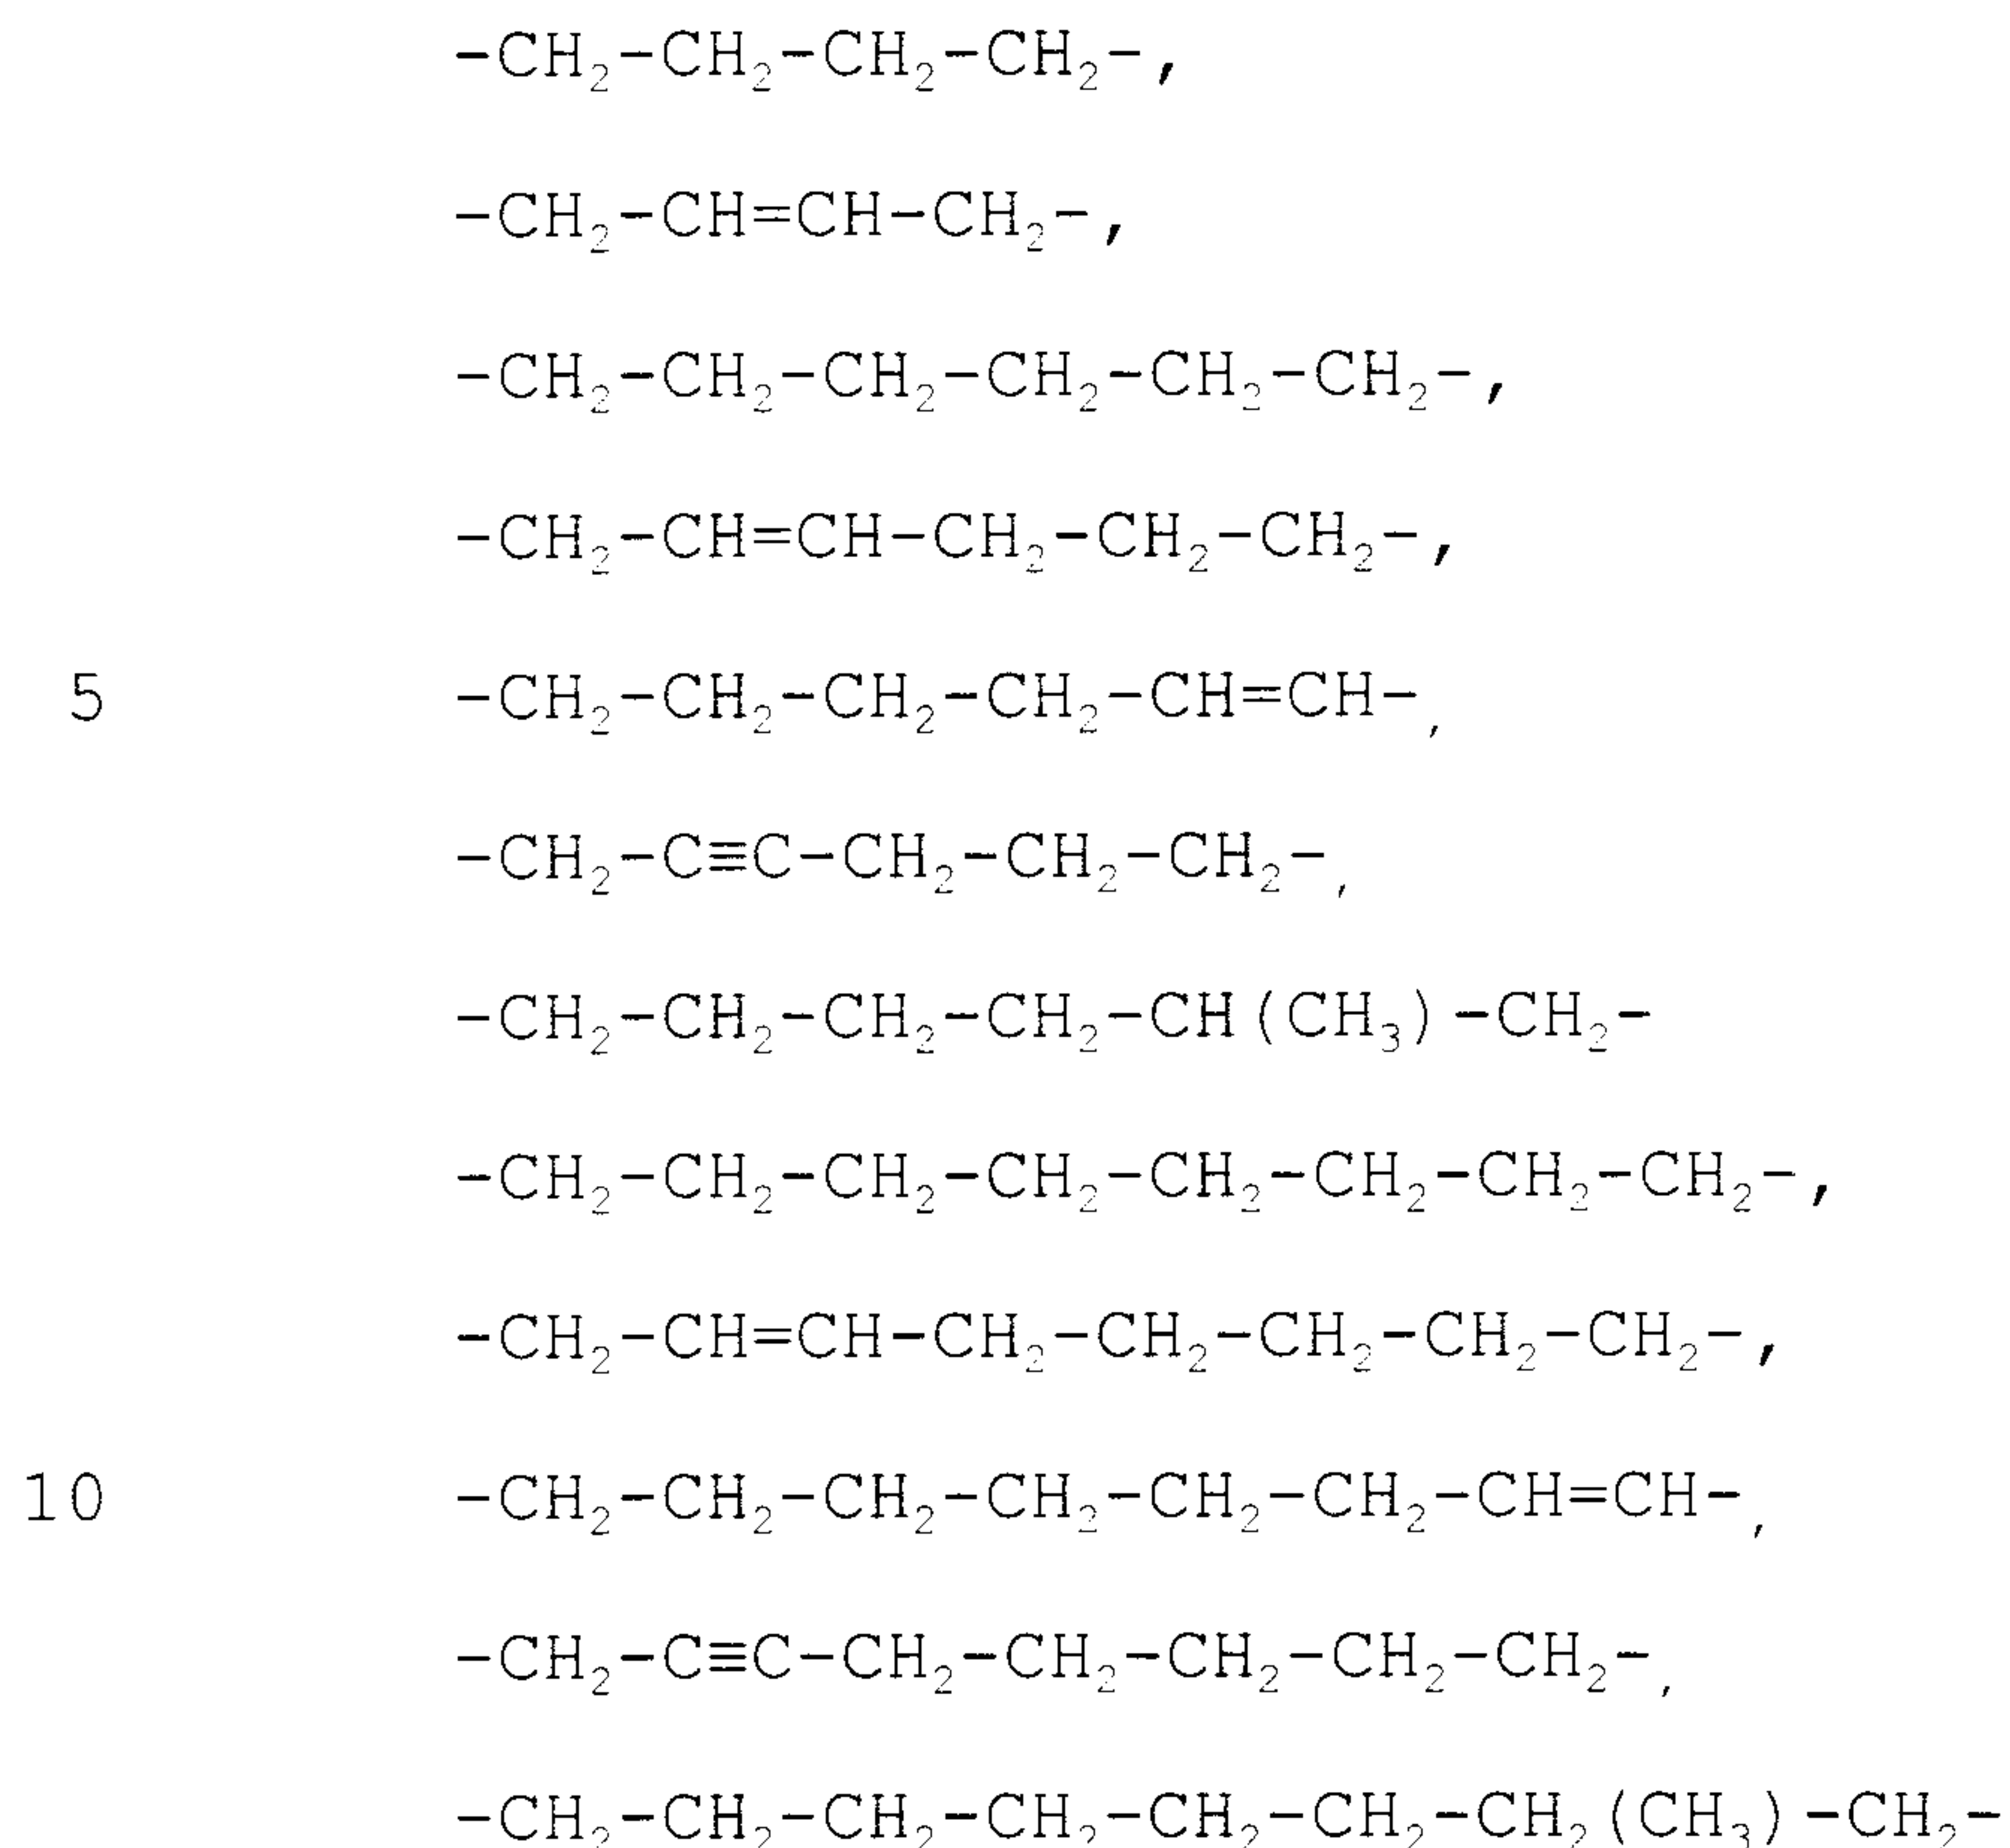 -CH₂-CH₂-CH₂-CH₂-,
-CH₂-CH=CH-CH₂-,
-CH₂-CH₂-CH₂-CH₂-CH₂-CH₂-,
-CH₂-CH=CH-CH₂-CH₂-CH₂-,
5 -CH₂-CH₂-CH₂-CH₂-CH=CH-,
-CH₂-C≡C-CH₂-CH₂-CH₂-,
-CH₂-CH₂-CH₂-CH₂-CH(CH₃)-CH₂-
-CH₂-CH₂-CH₂-CH₂-CH₂-CH₂-CH₂-CH₂-,
-CH₂-CH=CH-CH₂-CH₂-CH₂-CH₂-CH₂-,
10 -CH₂-CH₂-CH₂-CH₂-CH₂-CH₂-CH=CH-,
-CH₂-C≡C-CH₂-CH₂-CH₂-CH₂-CH₂-,
-CH₂-CH₂-CH₂-CH₂-CH₂-CH₂-CH₂(CH₃)-CH₂-